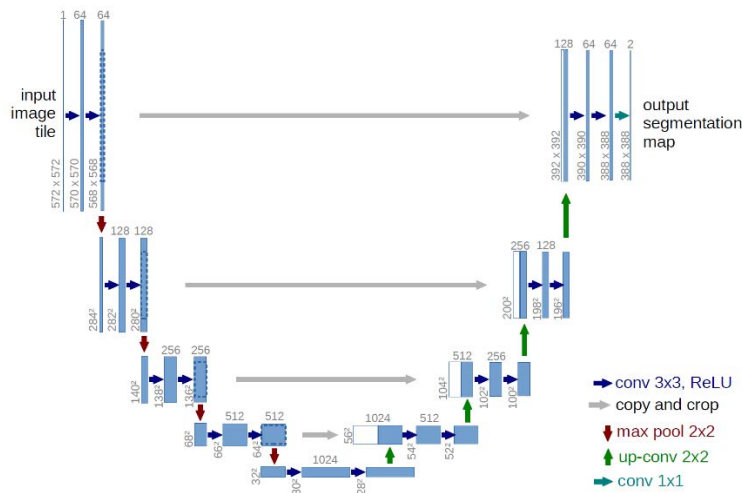 1 64 64
128 64 64 2
input
image
tile
output
segmentation
map
572 x 572
570 x 570
568 x 568
392 x 392
390 x 390
388 x 388
388 x 388
128 128
256 128
284²
282²
280²
200²
198²
196²
256 256
512 256
140²
138²
136²
104²
102²
100²
512 512
1024 512
68²
66²
64²
56²
54²
52²
1024
32²
30²
28²
conv 3x3, ReLU
copy and crop
max pool 2x2
up-conv 2x2
conv 1x1